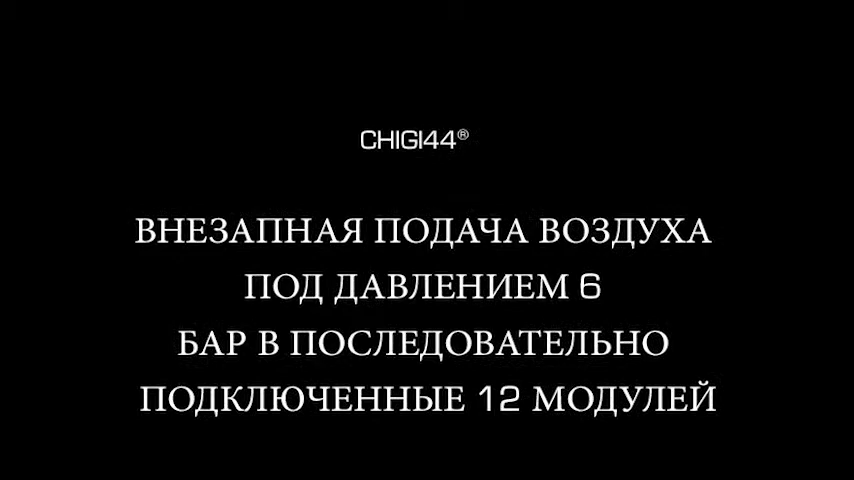 CHIGI44®
ВНЕЗАПНАЯ ПОДАЧА ВОЗДУХА
ПОД ДАВЛЕНИЕМ 6
БАР В ПОСЛЕДОВАТЕЛЬНО
ПОДКЛЮЧЕННЫЕ 12 МОДУЛЕЙ